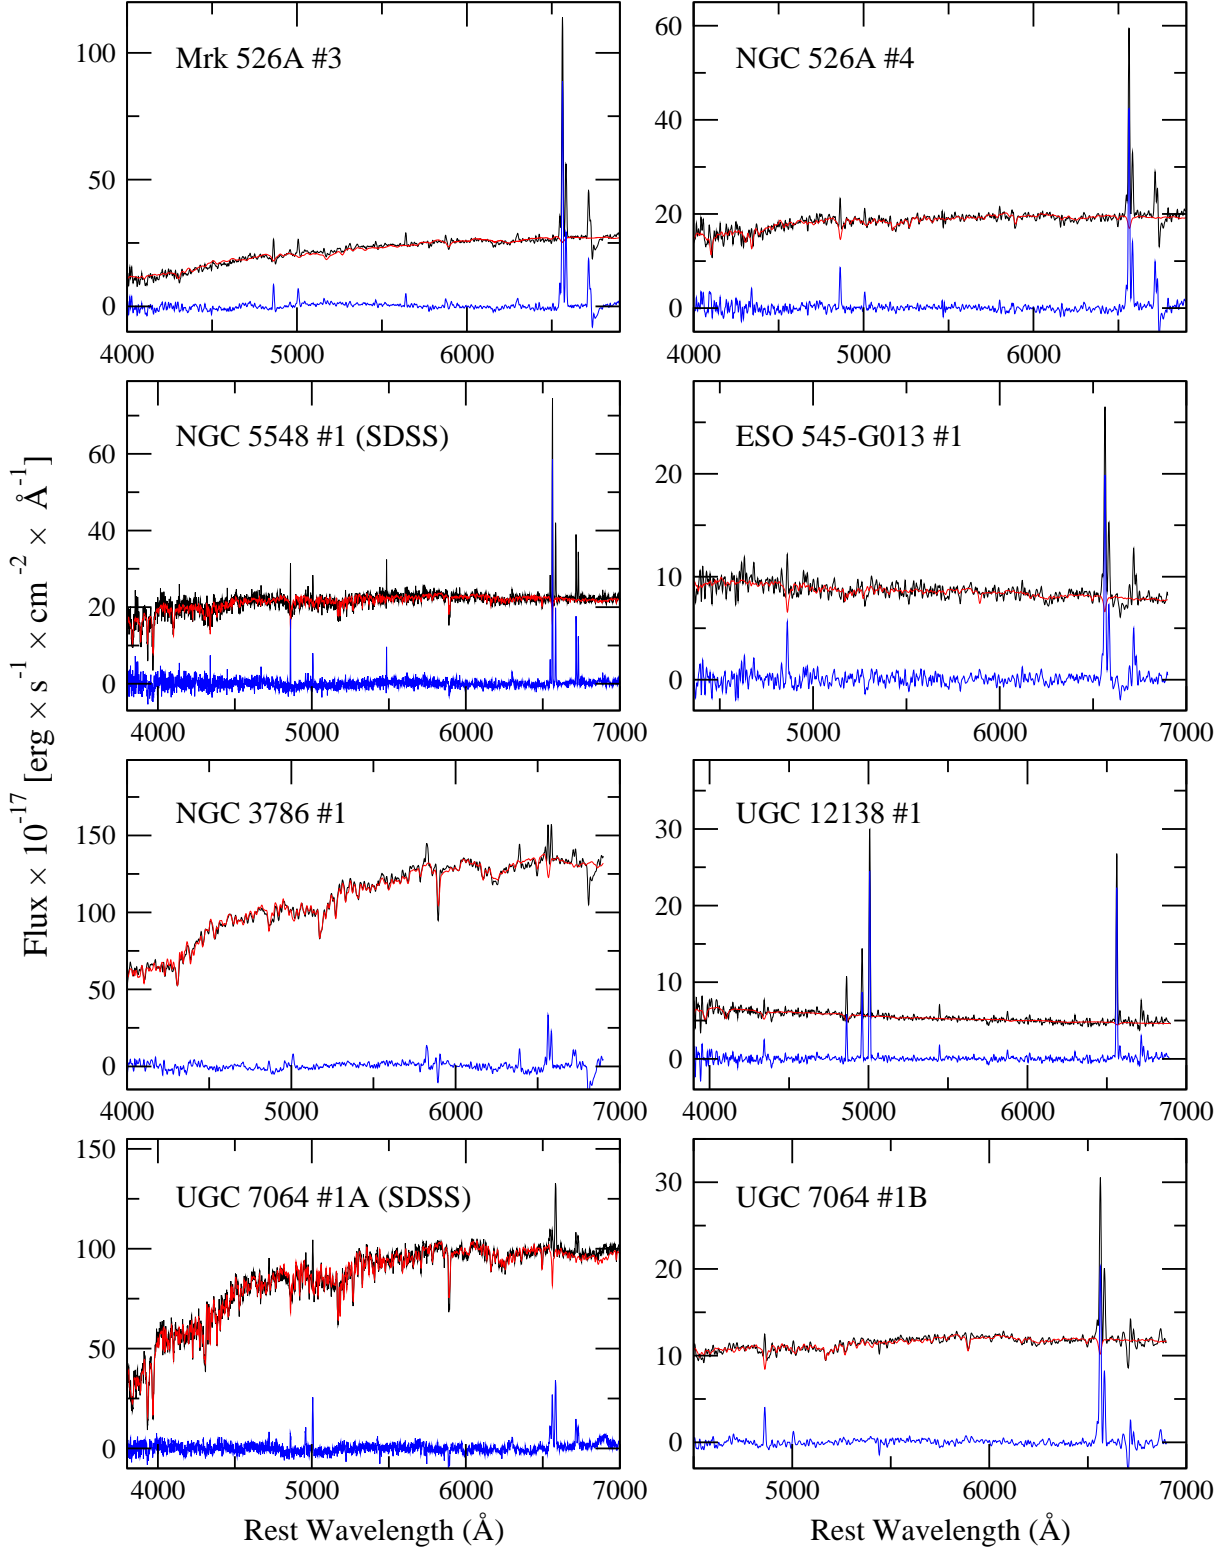 Mrk 526A #3
100
50
0
4000 5000 6000
NGC 526A #4
60
40
20
0
4000 5000 6000
NGC 5548 #1 (SDSS)
60
40
20
0
4000 5000 6000 7000
ESO 545-G013 #1
20
10
0
5000 6000 7000
NGC 3786 #1
150
100
50
0
4000 5000 6000 7000
UGC 12138 #1
30
20
10
0
4000 5000 6000 7000
UGC 7064 #1A (SDSS)
150
100
50
0
4000 5000 6000 7000
UGC 7064 #1B
30
20
10
0
5000 6000 7000
Flux × 10⁻¹⁷ [erg × s⁻¹ × cm⁻² × Å⁻¹]
Rest Wavelength (Å)
Rest Wavelength (Å)